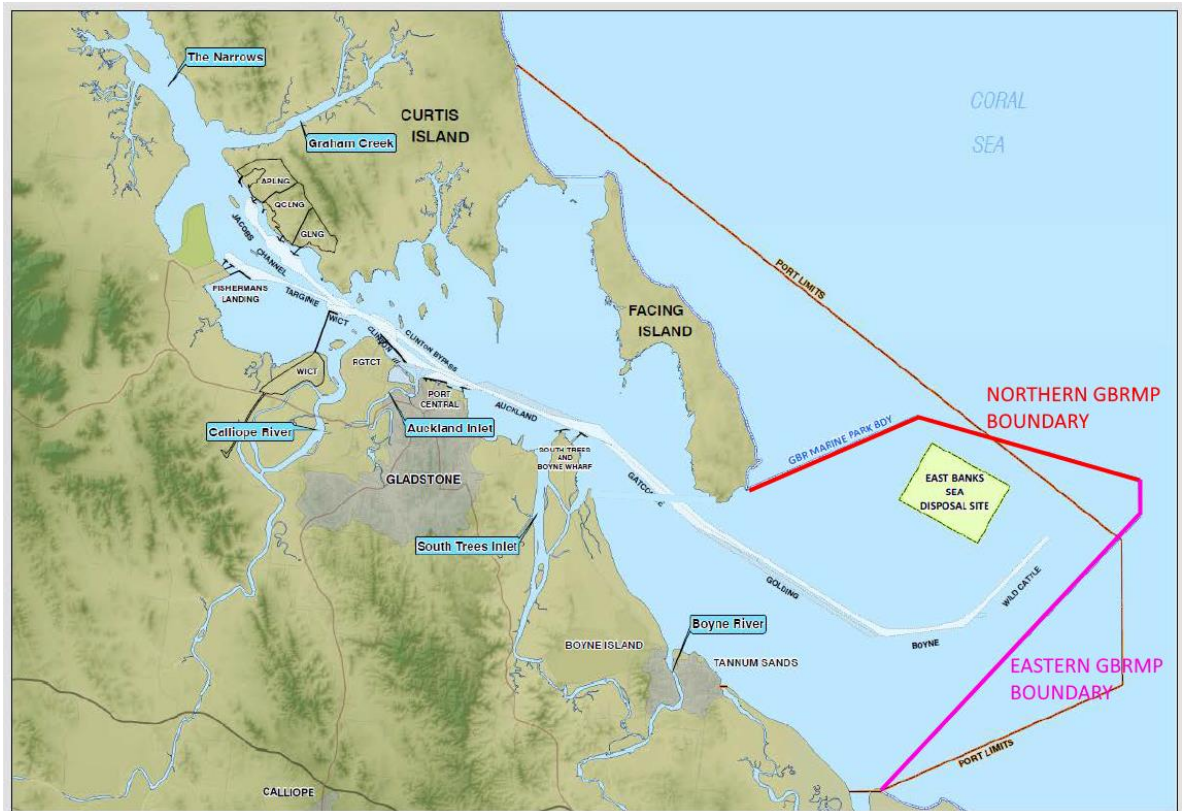 The Narrows
CORAL
SEA
CURTIS
ISLAND
Graham Creek
APLNG
QCLNG
GLNG
JACOBS
CHANNEL
PORT LIMITS
FISHERMANS
LANDING
TARGINIE
FACING
ISLAND
WICT
CLINTON
CLINTON BYPASS
RGTCT
WICT
PORT
CENTRAL
NORTHERN GBRMP
BOUNDARY
AUCKLAND
Calliope River
Auckland Inlet
GBR MARINE PARK BDY
SOUTH TREES
AND
BOYNE WHARF
GLADSTONE
GATCOMBE
EAST BANKS
SEA
DISPOSAL SITE
South Trees Inlet
GOLDING
WILD CATTLE
Boyne River
BOYNE
BOYNE ISLAND
TANNUM SANDS
EASTERN GBRMP
BOUNDARY
PORT LIMITS
CALLIOPE